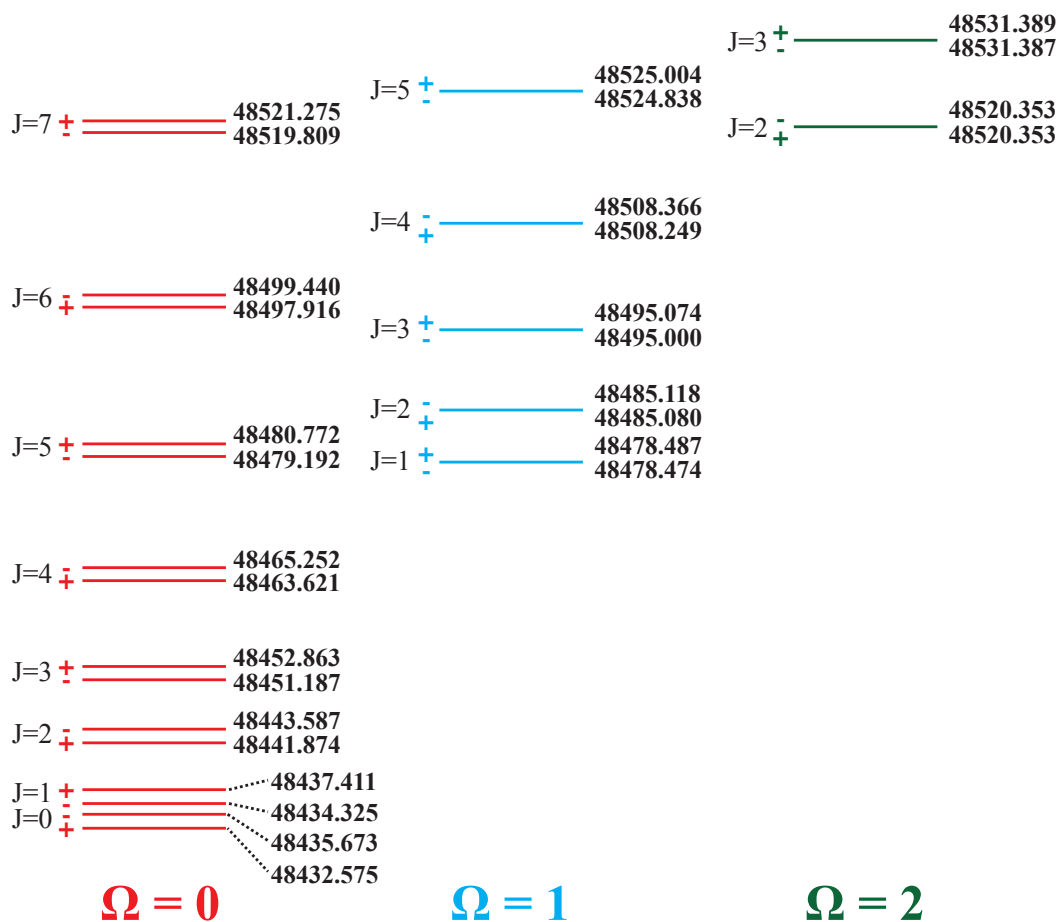 J=7 + 48521.275
- 48519.809
J=6 - 48499.440
+ 48497.916
J=5 + 48480.772
- 48479.192
J=4 - 48465.252
+ 48463.621
J=3 + 48452.863
- 48451.187
J=2 - 48443.587
+ 48441.874
J=1 + 48437.411
- 48434.325
J=0 - 48435.673
+ 48432.575
Ω = 0
J=5 + 48525.004
- 48524.838
J=4 - 48508.366
+ 48508.249
J=3 + 48495.074
- 48495.000
J=2 - 48485.118
+ 48485.080
J=1 + 48478.487
- 48478.474
Ω = 1
J=3 + 48531.389
- 48531.387
J=2 - 48520.353
+ 48520.353
Ω = 2